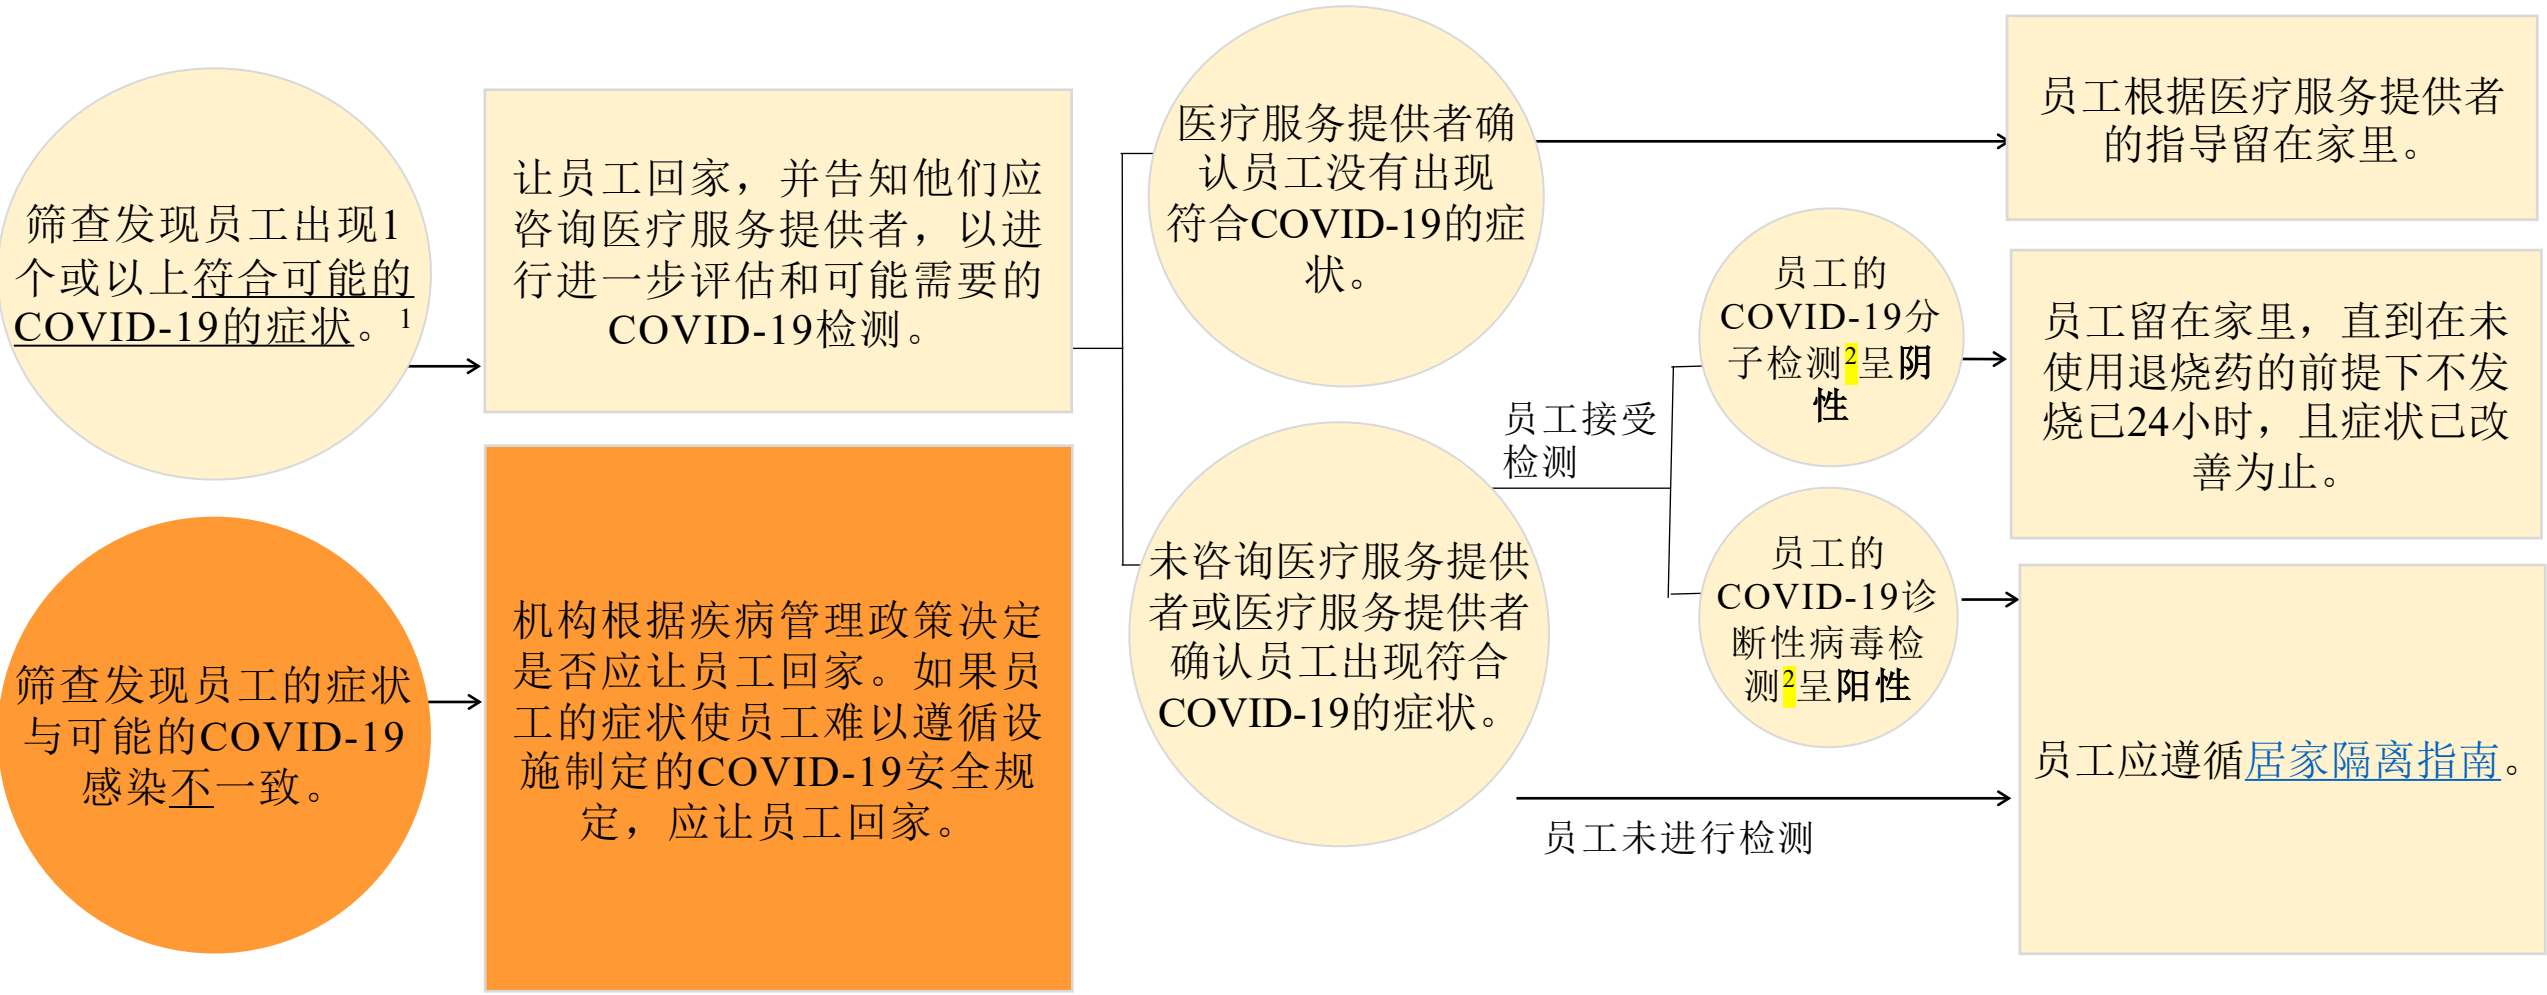 筛查发现员工出现1
个或以上符合可能的
COVID-19的症状。1
让员工回家，并告知他们应
咨询医疗服务提供者，以进
行进一步评估和可能需要的
COVID-19检测。
医疗服务提供者确
认员工没有出现
符合COVID-19的症
状。
员工根据医疗服务提供者
的指导留在家里。
未咨询医疗服务提供
者或医疗服务提供者
确认员工出现符合
COVID-19的症状。
员工接受
检测
员工的
COVID-19分
子检测2呈阴
性
员工留在家里，直到在未
使用退烧药的前提下不发
烧已24小时，且症状已改
善为止。
员工的
COVID-19诊
断性病毒检
测2呈阳性
员工未进行检测
员工应遵循居家隔离指南。
筛查发现员工的症状
与可能的COVID-19
感染不一致。
机构根据疾病管理政策决定
是否应让员工回家。如果员
工的症状使员工难以遵循设
施制定的COVID-19安全规
定，应让员工回家。